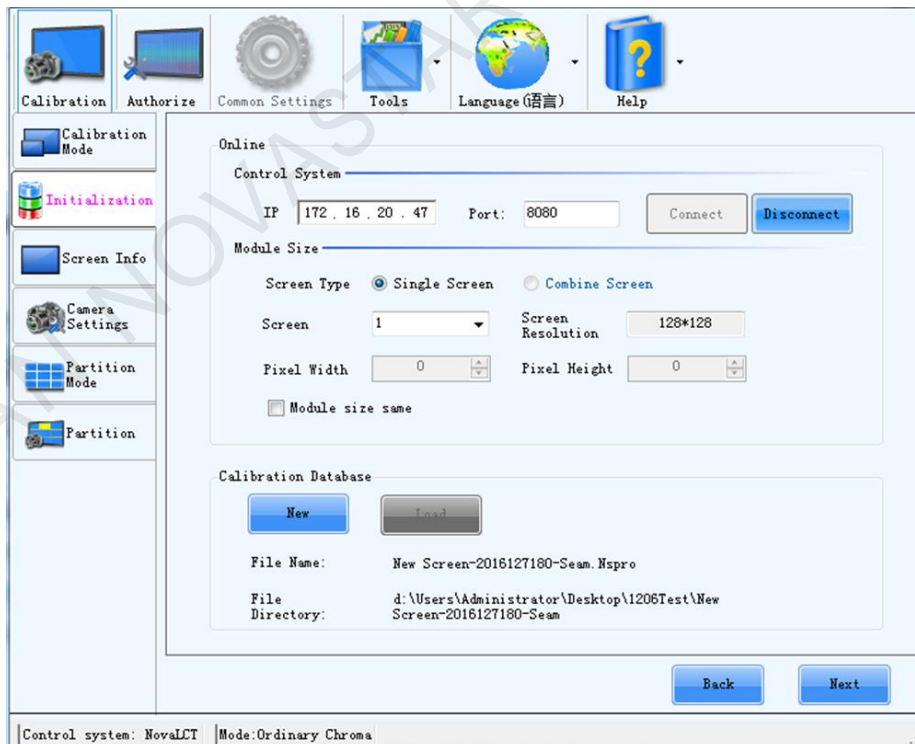 Calibration
Authorize
Common Settings
Tools
Language(语言)
Help
Calibration
Mode
Initialization
Screen Info
Camera
Settings
Partition
Mode
Partition
Online
Control System
IP 172 . 16 . 20 . 47 Port: 8080 Connect Disconnect
Module Size
Screen Type Single Screen Combine Screen
Screen 1 Screen
Resolution 128*128
Pixel Width 0 Pixel Height 0
Module size same
Calibration Database
New Load
File Name: New Screen-2016127180-Seam.Nspro
File
Directory: d:\Users\Administrator\Desktop\1206Test\New
Screen-2016127180-Seam
Back Next
Control system: NovaLCT Mode:Ordinary Chroma
NOVASTAR